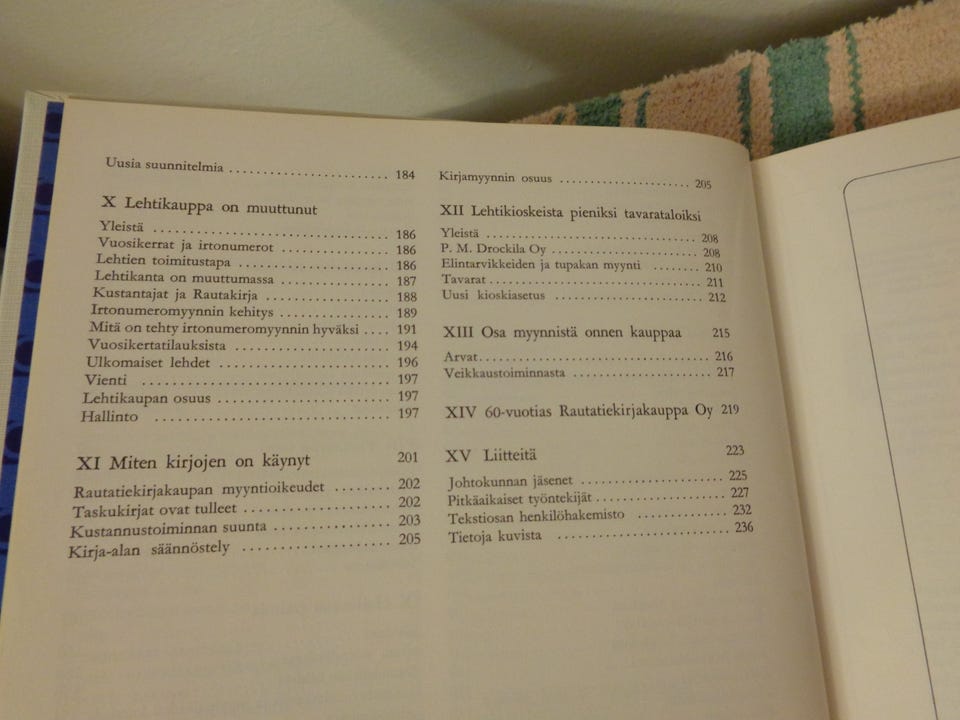 Uusia suunnitelmia ........................ 184
X Lehtikauppa on muuttunut
Yleistä ................................... 186
Vuosikerrat ja irtonumerot ................ 186
Lehtien toimitustapa ...................... 186
Lehtikanta on muuttumassa ................. 187
Kustantajat ja Rautakirja ................. 188
Irtonumeromyynnin kehitys ................. 189
Mitä on tehty irtonumeromyynnin hyväksi .... 191
Vuosikertatilauksista ..................... 194
Ulkomaiset lehdet ......................... 196
Vienti .................................... 197
Lehtikaupan osuus ......................... 197
Hallinto .................................. 197
XI Miten kirjojen on käynyt 201
Rautatiekirjakaupan myyntioikeudet ........ 202
Taskukirjat ovat tulleet .................. 202
Kustannustoiminnan suunta ................. 203
Kirja-alan säännöstely .................... 205
Kirjamyynnin osuus ........................ 205
XII Lehtikioskeista pieniksi tavarataloiksi
Yleistä ................................... 208
P. M. Drockila Oy ......................... 208
Elintarvikkeiden ja tupakan myynti ........ 210
Tavarat ................................... 211
Uusi kioskiasetus ......................... 212
XIII Osa myynnistä onnen kauppaa 215
Arvat ..................................... 216
Veikkaustoiminnasta ....................... 217
XIV 60-vuotias Rautatiekirjakauppa Oy 219
XV Liitteitä 223
Johtokunnan jäsenet ....................... 225
Pitkäaikaiset työntekijät ................. 227
Tekstiosan henkilöhakemisto ............... 232
Tietoja kuvista ........................... 236